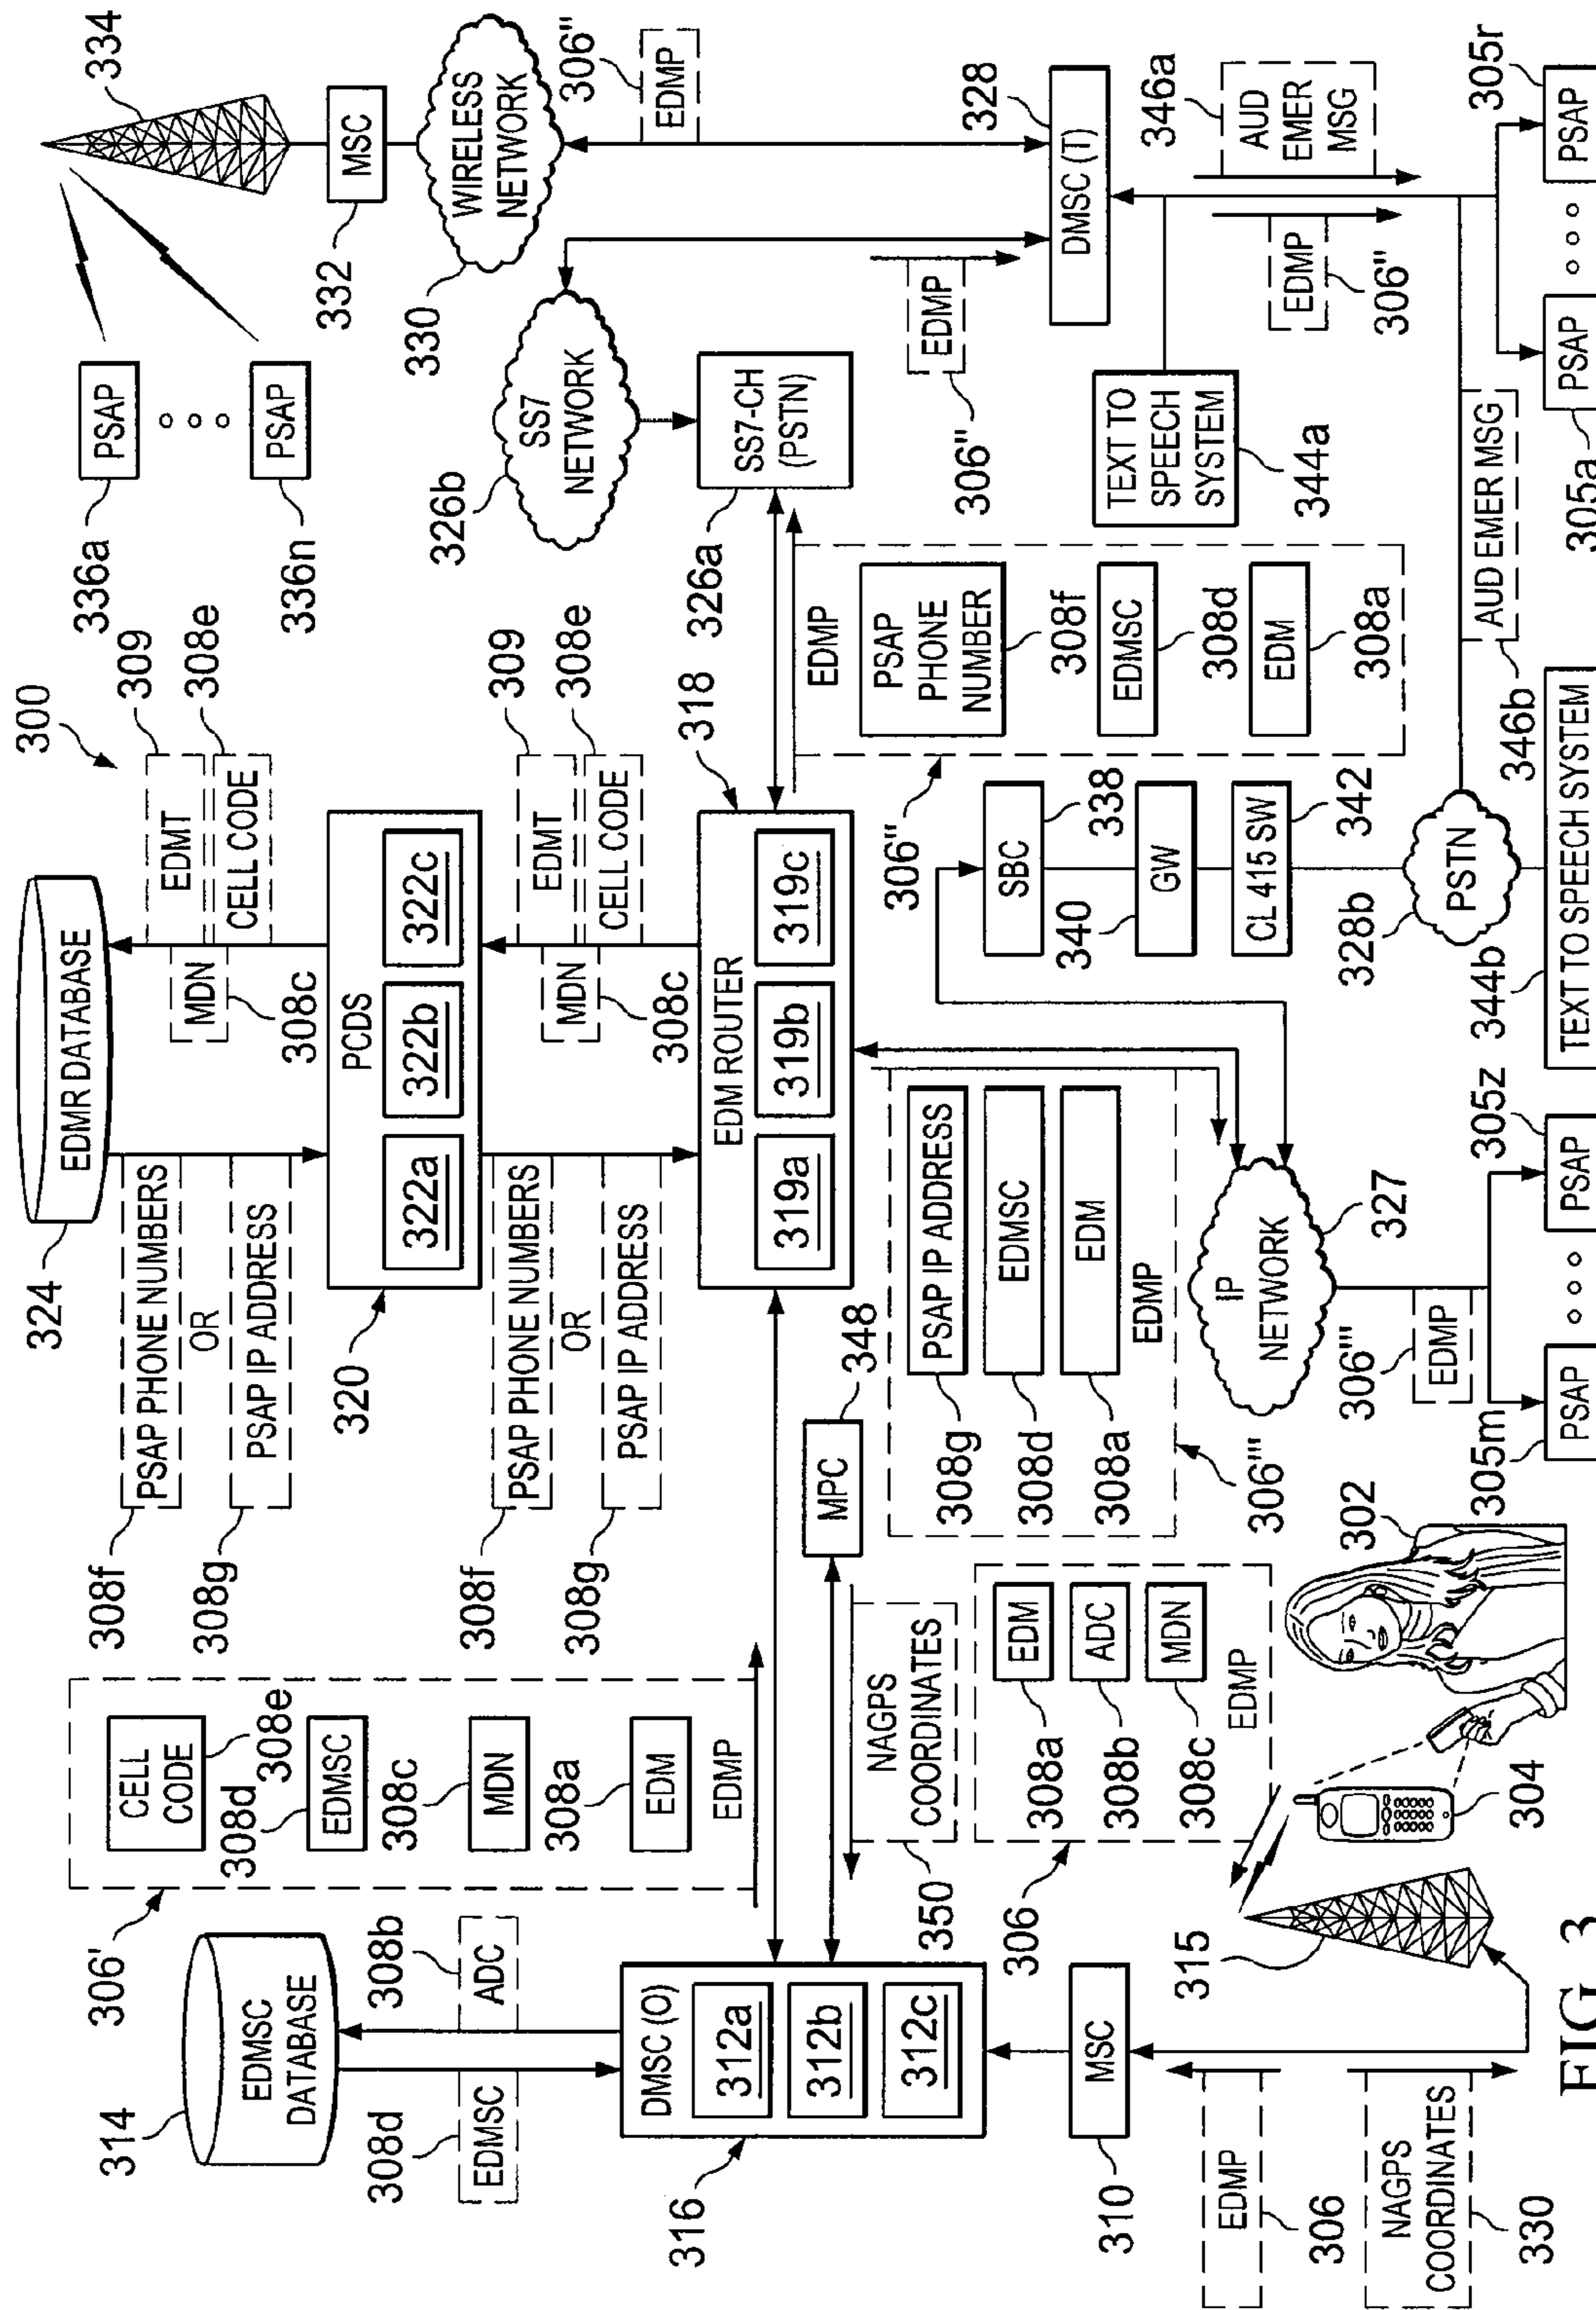 300
324
EDMR DATABASE
308f
PSAP PHONE NUMBERS
OR
308g
PSAP IP ADDRESS
MDN
308c
EDMT
309
CELL CODE
308e
320
PCDS
322a
322b
322c
308f
PSAP PHONE NUMBERS
OR
308g
PSAP IP ADDRESS
MDN
308c
EDMT
309
CELL CODE
308e
318
EDM ROUTER
319a
319b
319c
336a
PSAP
336n
PSAP
334
332
MSC
330
WIRELESS
NETWORK
EDMP
306"
326b
SS7
NETWORK
326a
SS7-CH
(PSTN)
EDMP
306"
328
DMSC (T)
346a
AUD
EMER
MSG
EDMP
306"
TEXT TO
SPEECH
SYSTEM
344a
305a
PSAP
305r
PSAP
306'
CELL
CODE
308e
308d
EDMSC
308c
MDN
308a
EDM
EDMP
314
EDMSC
DATABASE
308d
EDMSC
308b
ADC
316
DMSC (O)
312a
312b
312c
348
MPC
NAGPS
COORDINATES
350
306
308a
EDM
308b
ADC
308c
MDN
EDMP
310
MSC
EDMP
306
NAGPS
COORDINATES
330
315
304
302
EDMP
PSAP
PHONE
NUMBER
308f
EDMSC
308d
EDM
308a
306"
SBC
338
340
GW
CL 415 SW
342
328b
PSTN
AUD EMER MSG
346b
344b
TEXT TO SPEECH SYSTEM
308g
PSAP IP ADDRESS
308d
EDMSC
308a
EDM
EDMP
306'''
IP
NETWORK
327
EDMP
306'''
305m
PSAP
305z
PSAP
FIG. 3